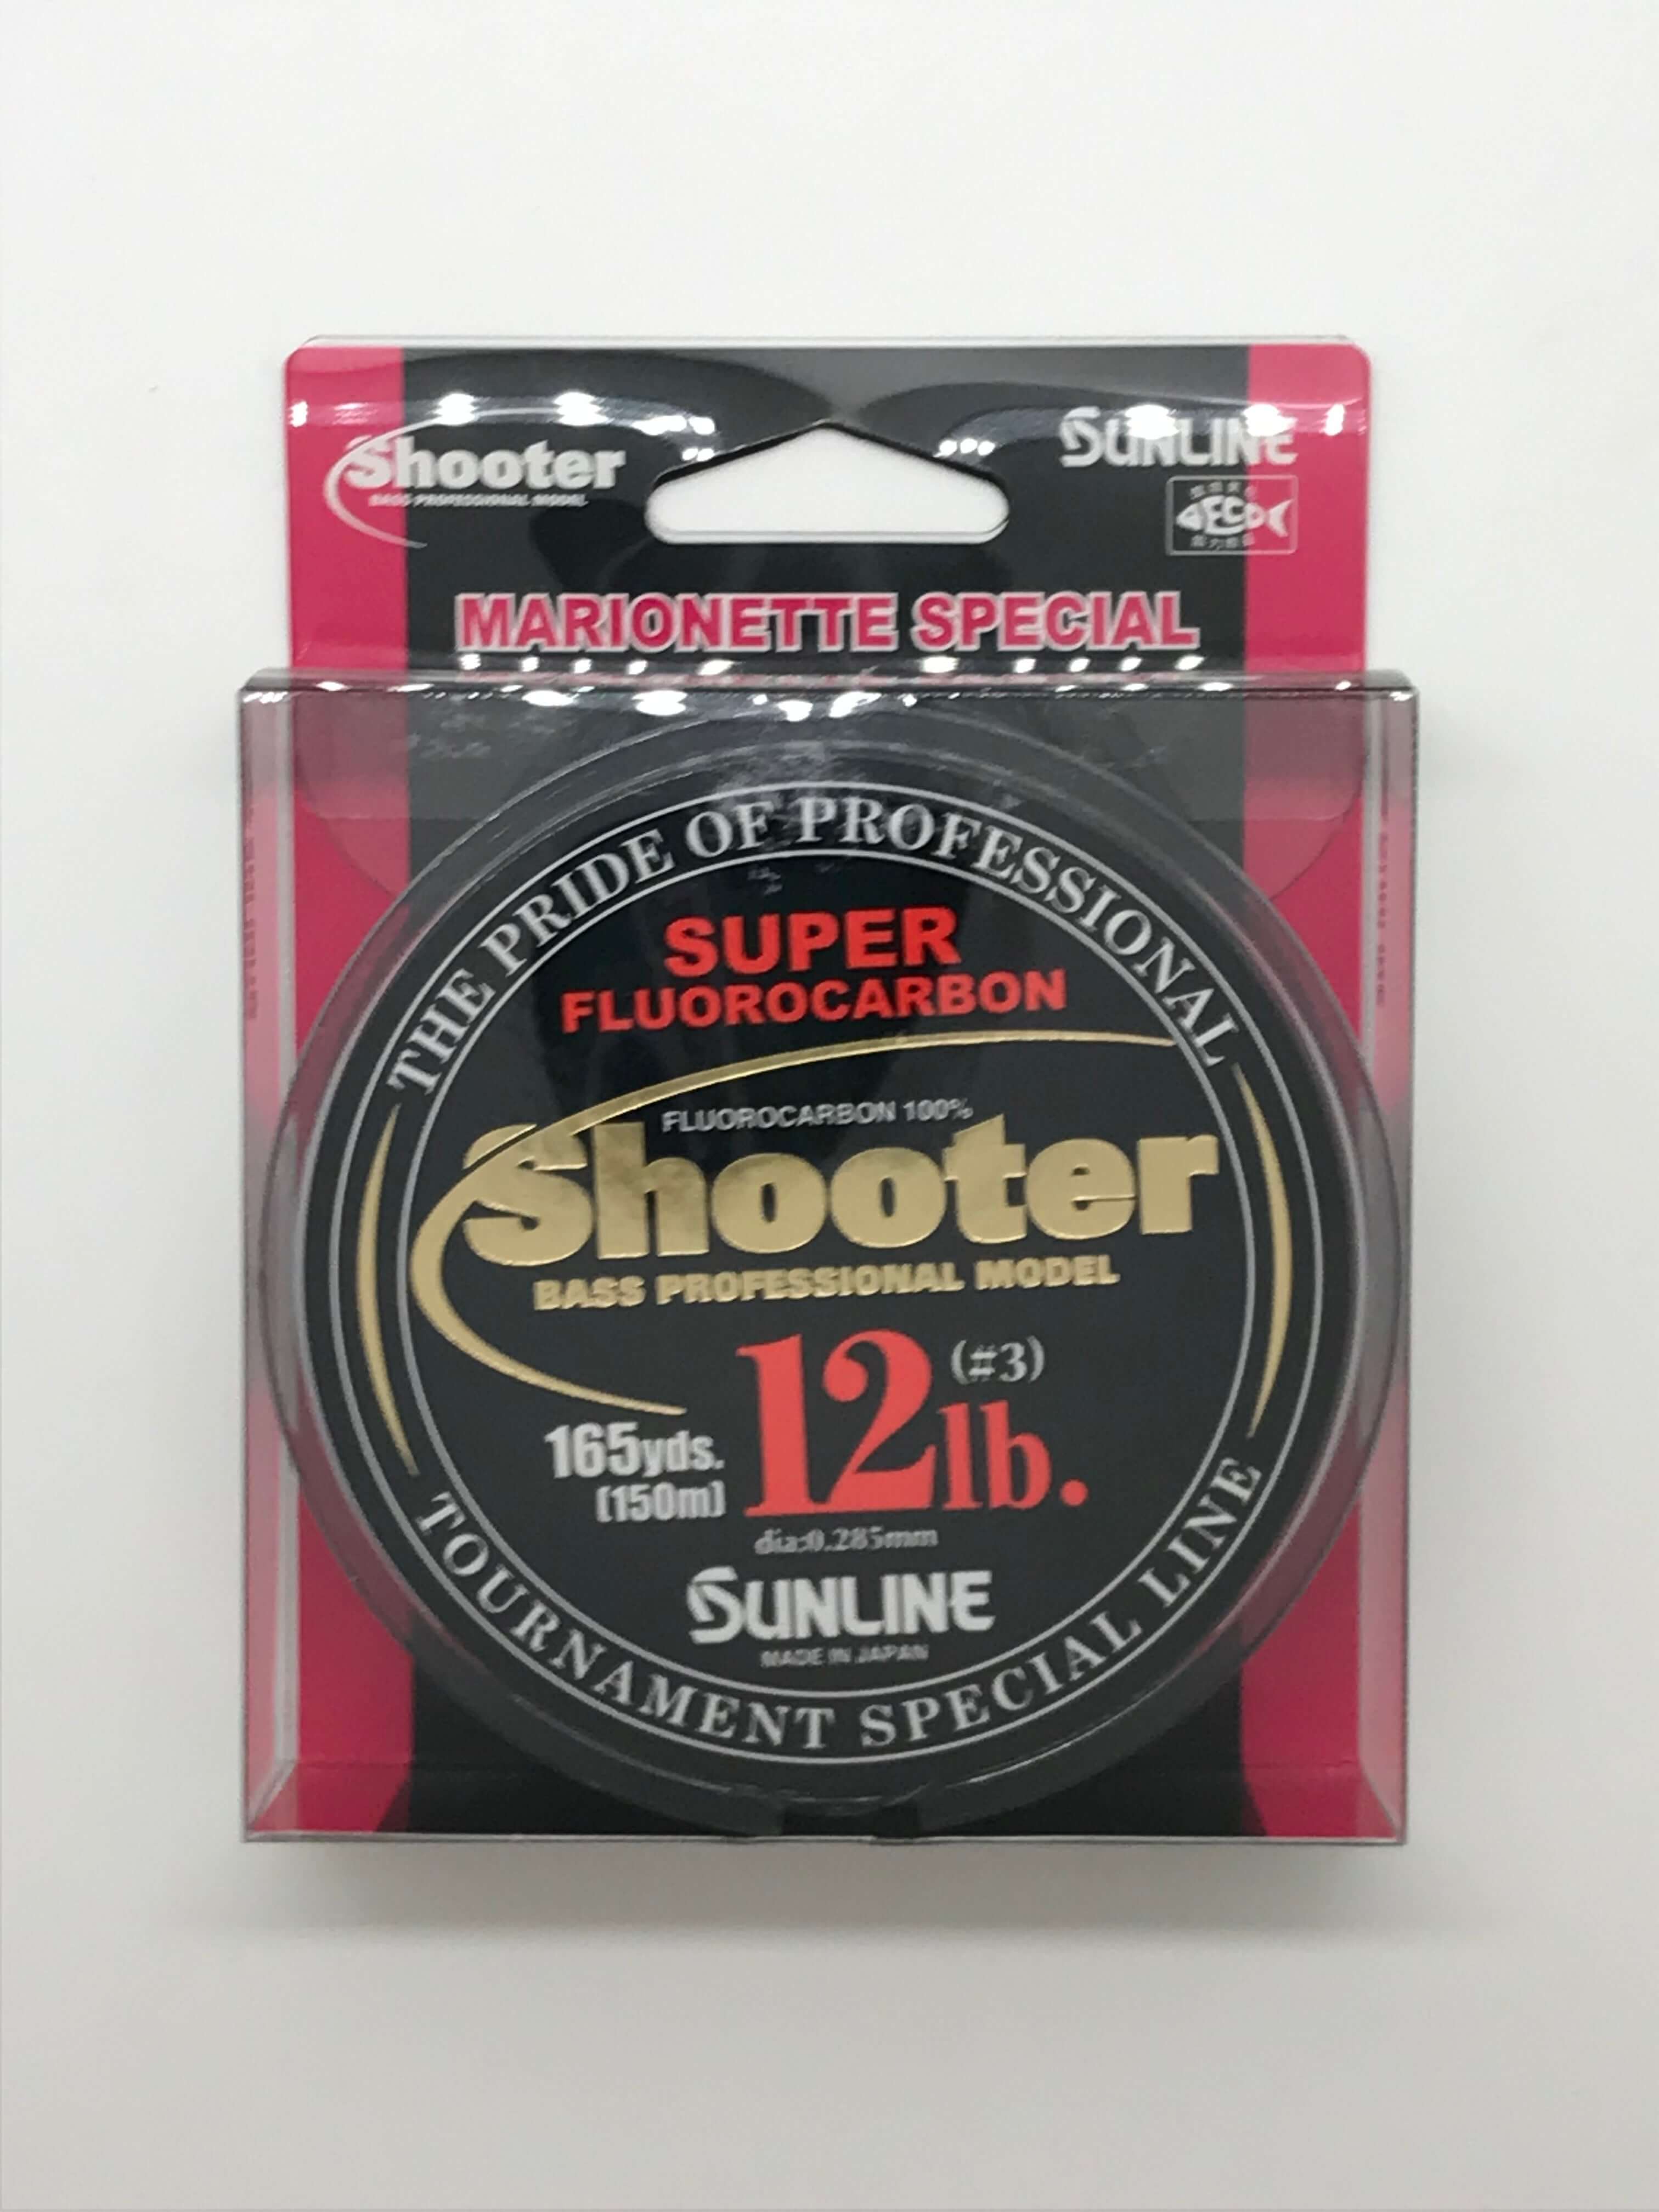 Shooter
BASS PROFESSIONAL MODEL
SUNLINE
ECO
MARIONETTE SPECIAL
THE PRIDE OF PROFESSIONAL
SUPER
FLUOROCARBON
FLUOROCARBON 100%
Shooter
BASS PROFESSIONAL MODEL
12lb.
(#3)
165yds.
(150m)
dia:0.285mm
SUNLINE
MADE IN JAPAN
TOURNAMENT SPECIAL LINE